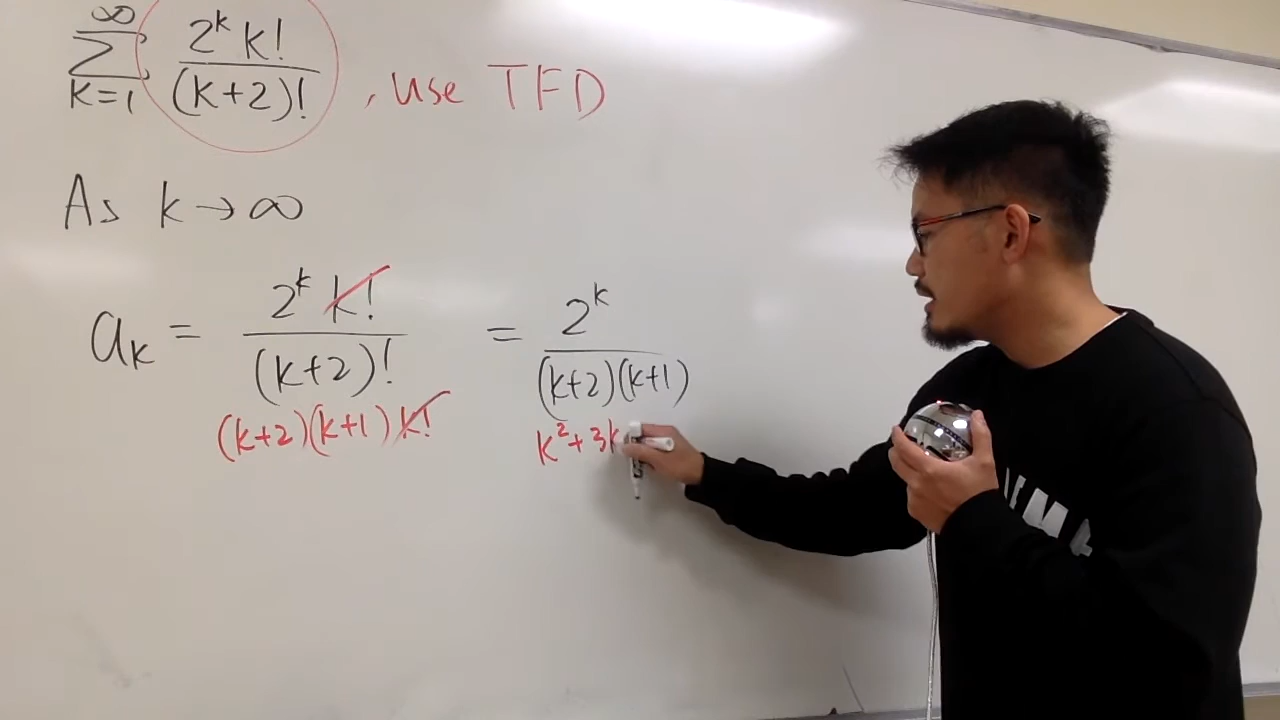 ∞
Σ 2^k k! / (k+2)! , use TFD
k=1
As k → ∞
a_k = 2^k k! / (k+2)! = 2^k / (k+2)(k+1)
(k+2)(k+1) k! k² + 3k